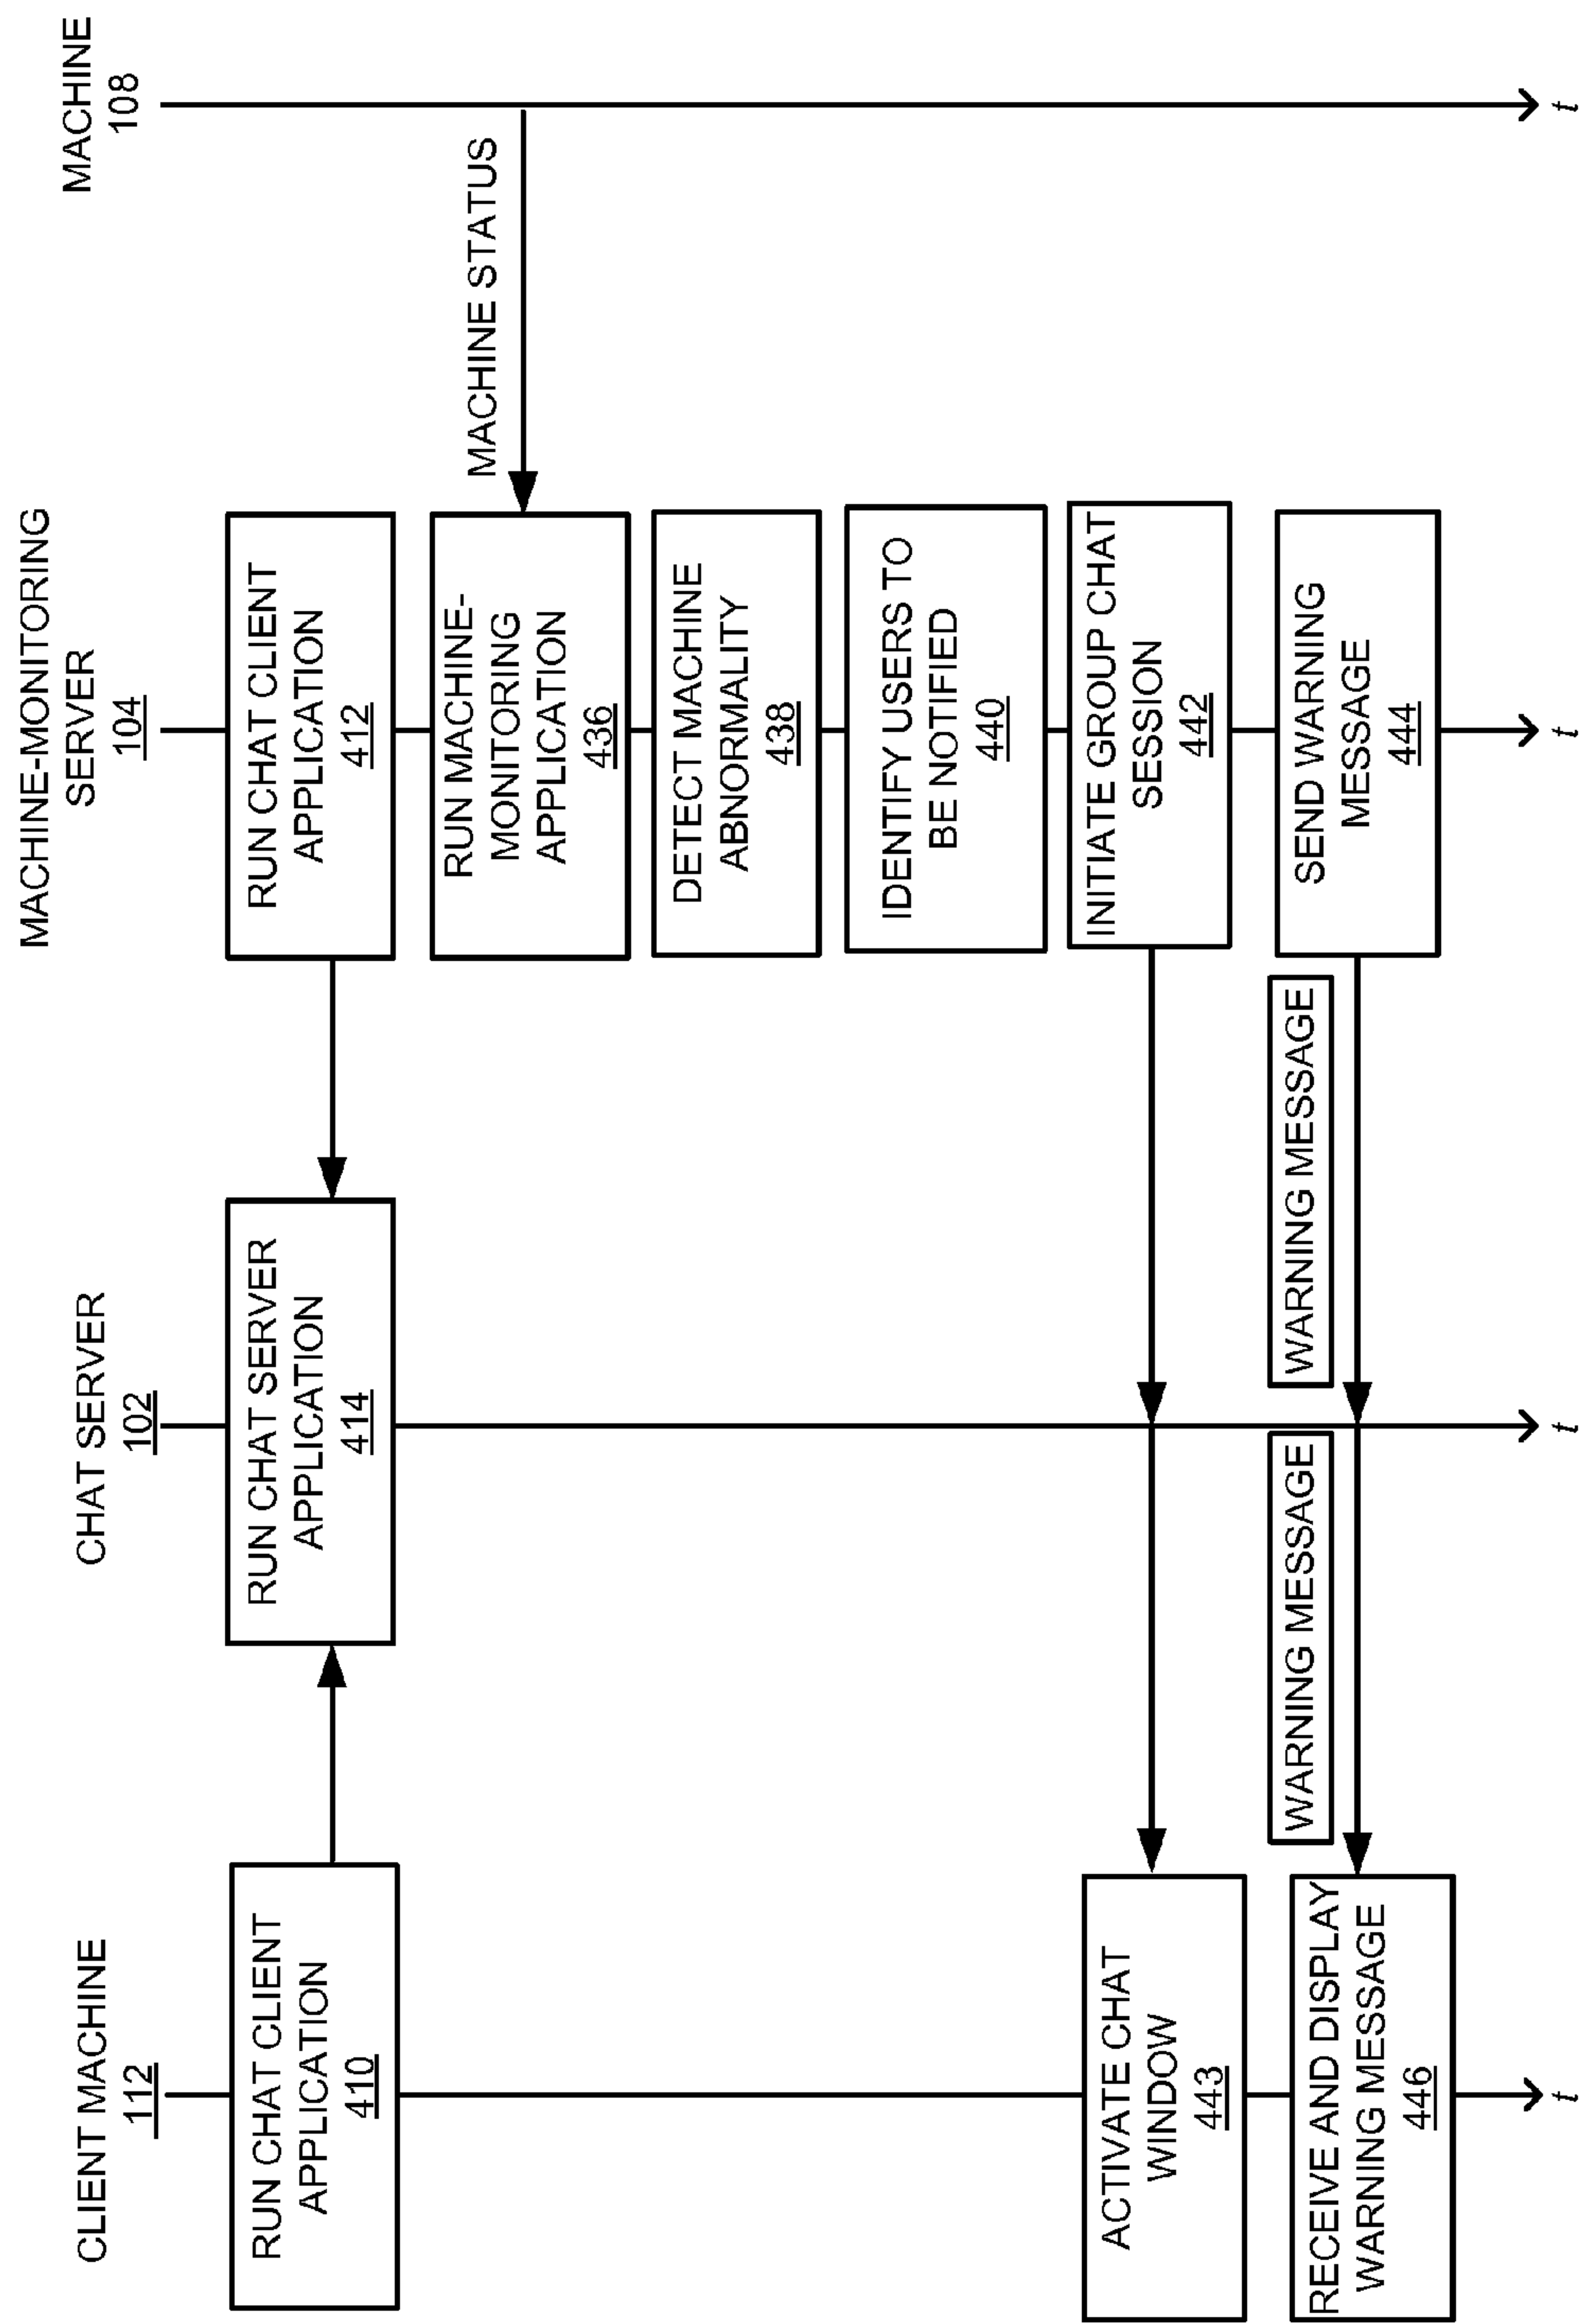 CLIENT MACHINE
112
CHAT SERVER
102
MACHINE-MONITORING
SERVER
104
MACHINE
108
RUN CHAT CLIENT
APPLICATION
410
RUN CHAT SERVER
APPLICATION
414
RUN CHAT CLIENT
APPLICATION
412
RUN MACHINE-
MONITORING
APPLICATION
436
MACHINE STATUS
DETECT MACHINE
ABNORMALITY
438
IDENTIFY USERS TO
BE NOTIFIED
440
INITIATE GROUP CHAT
SESSION
442
ACTIVATE CHAT
WINDOW
443
SEND WARNING
MESSAGE
444
WARNING MESSAGE
WARNING MESSAGE
RECEIVE AND DISPLAY
WARNING MESSAGE
446
t
t
t
t